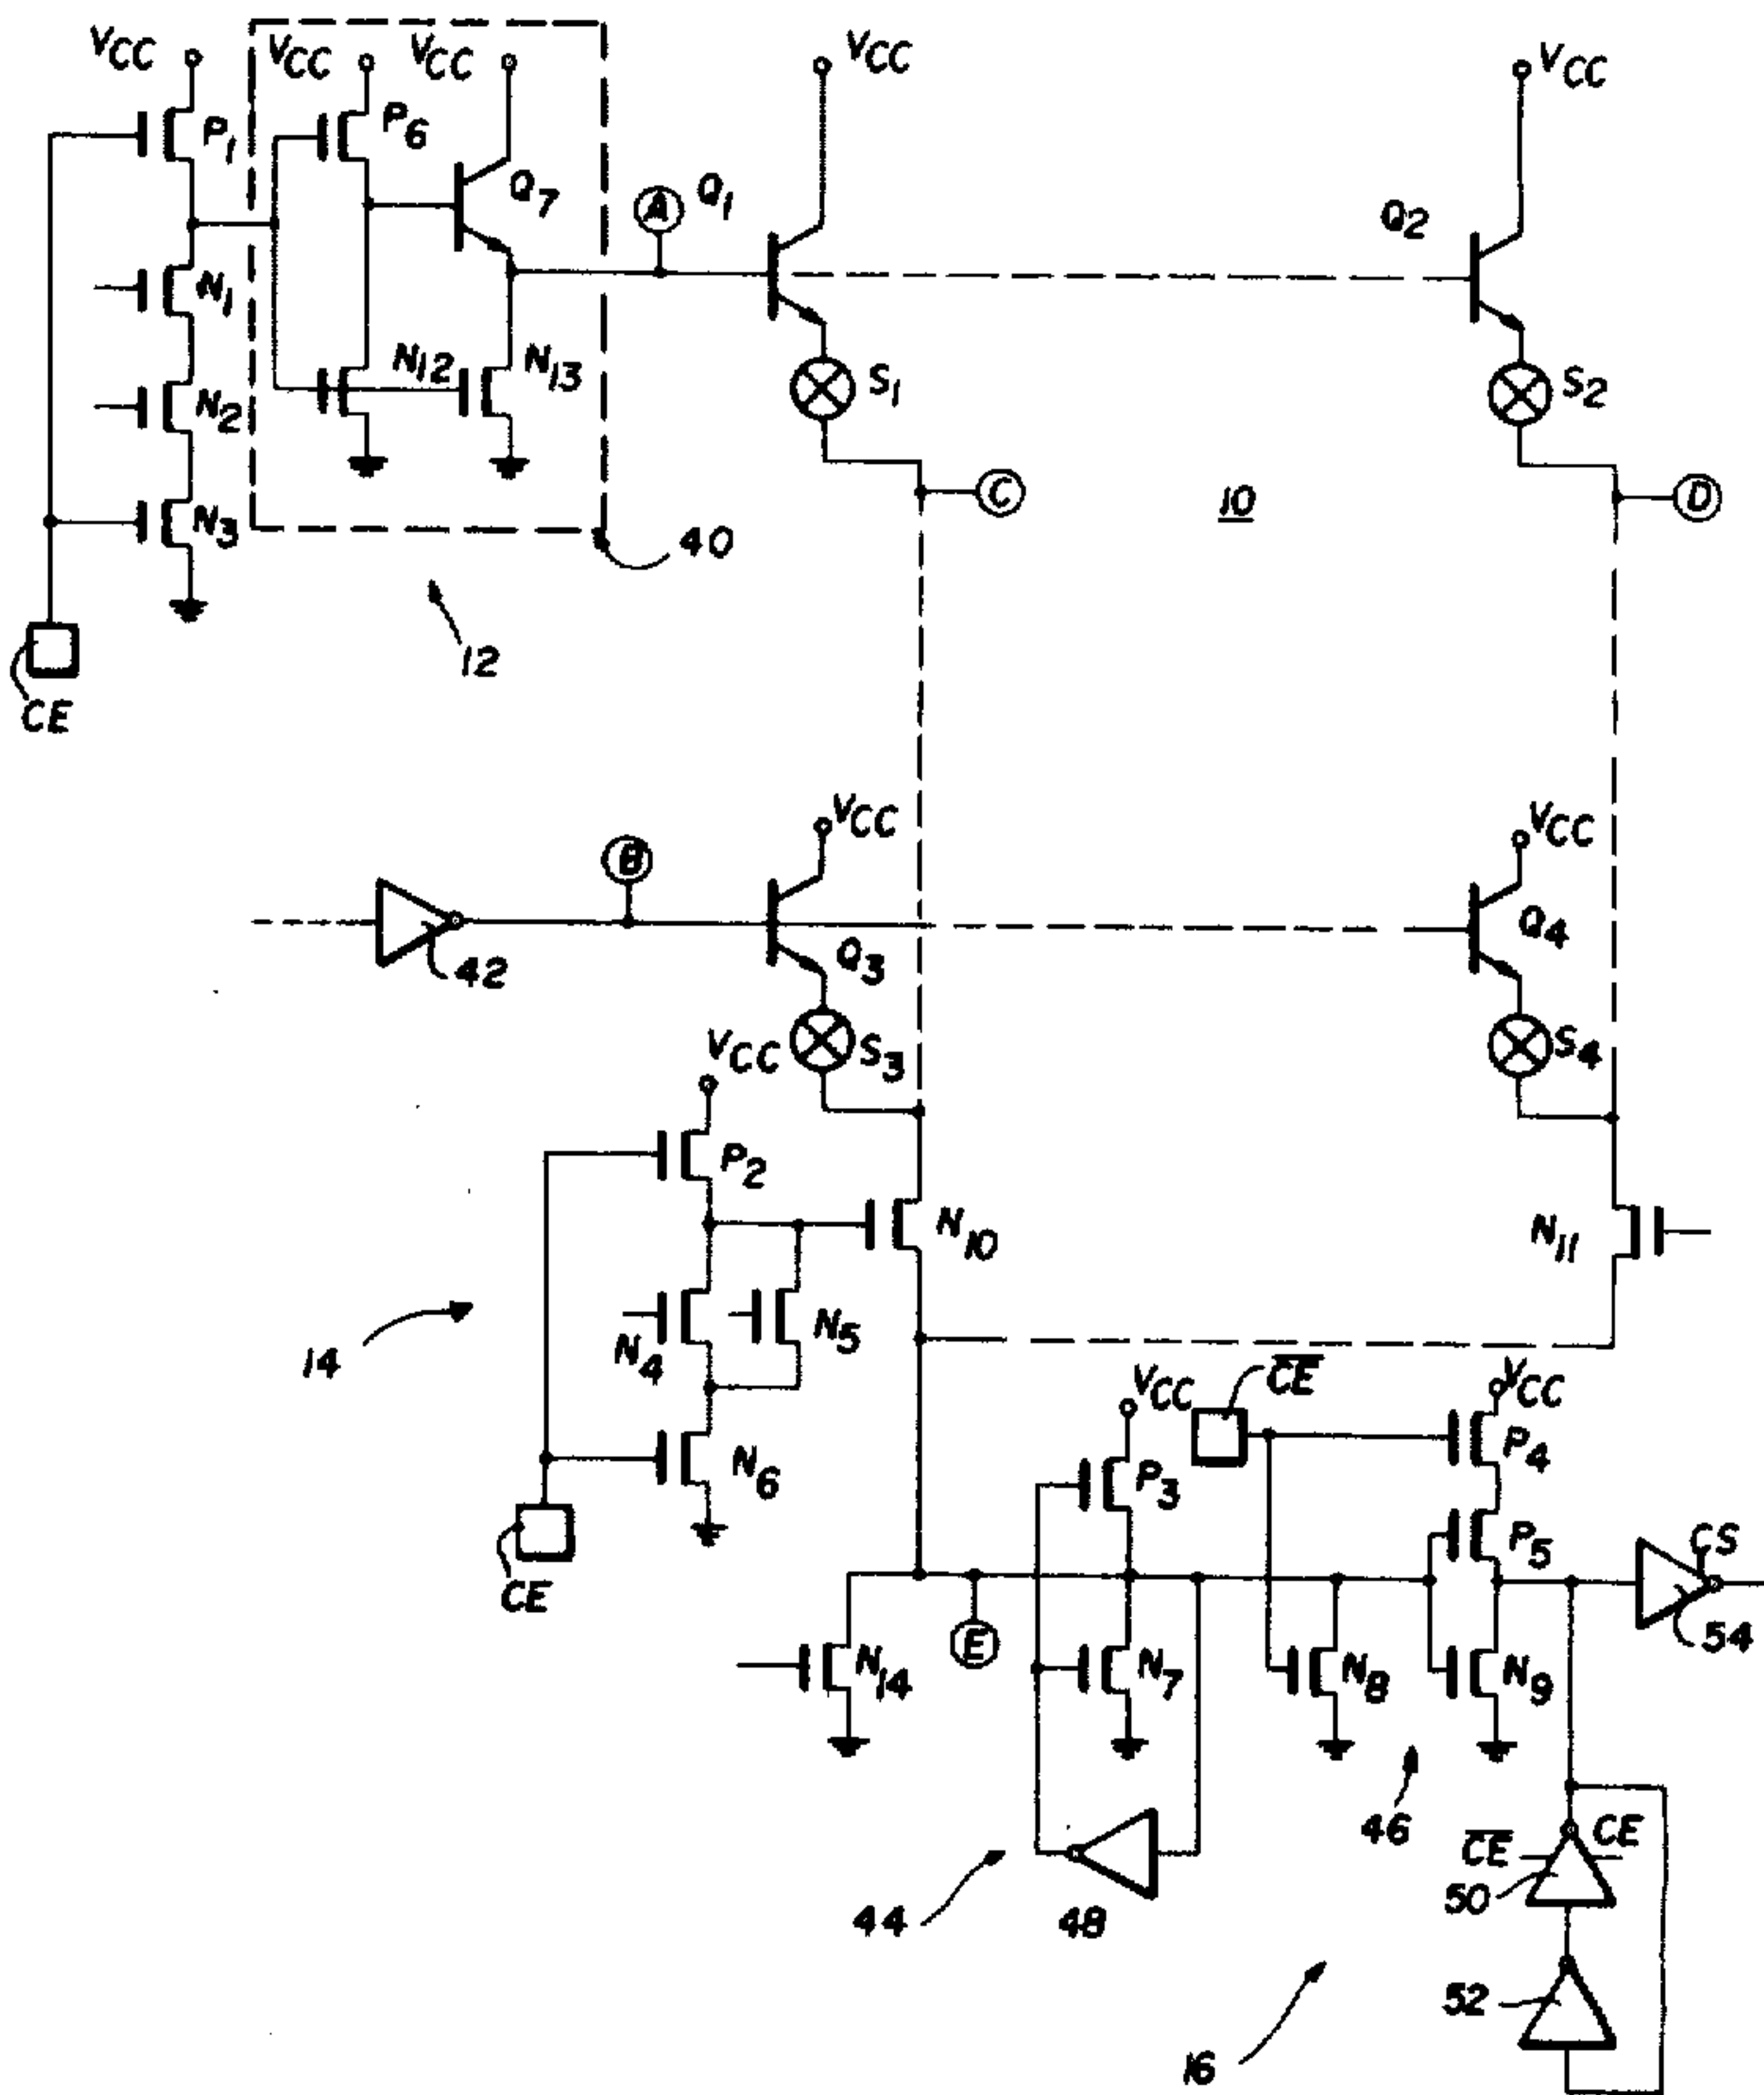 VCC VCC VCC VCC VCC
P1 P6 Q7 A Q1 Q2
N1 N12 N13 S1 S2
N2
N3 C 10 D
40
12
CE
B VCC VCC
42 Q3 Q4
VCC S3 S4
P2
N10 N11
14 N4 N5
VCC CE VCC
N6 P3 P4
CE P5 CS
E 54
N14 N7 N8 N9
44 48 46 CE CE
50
52
16